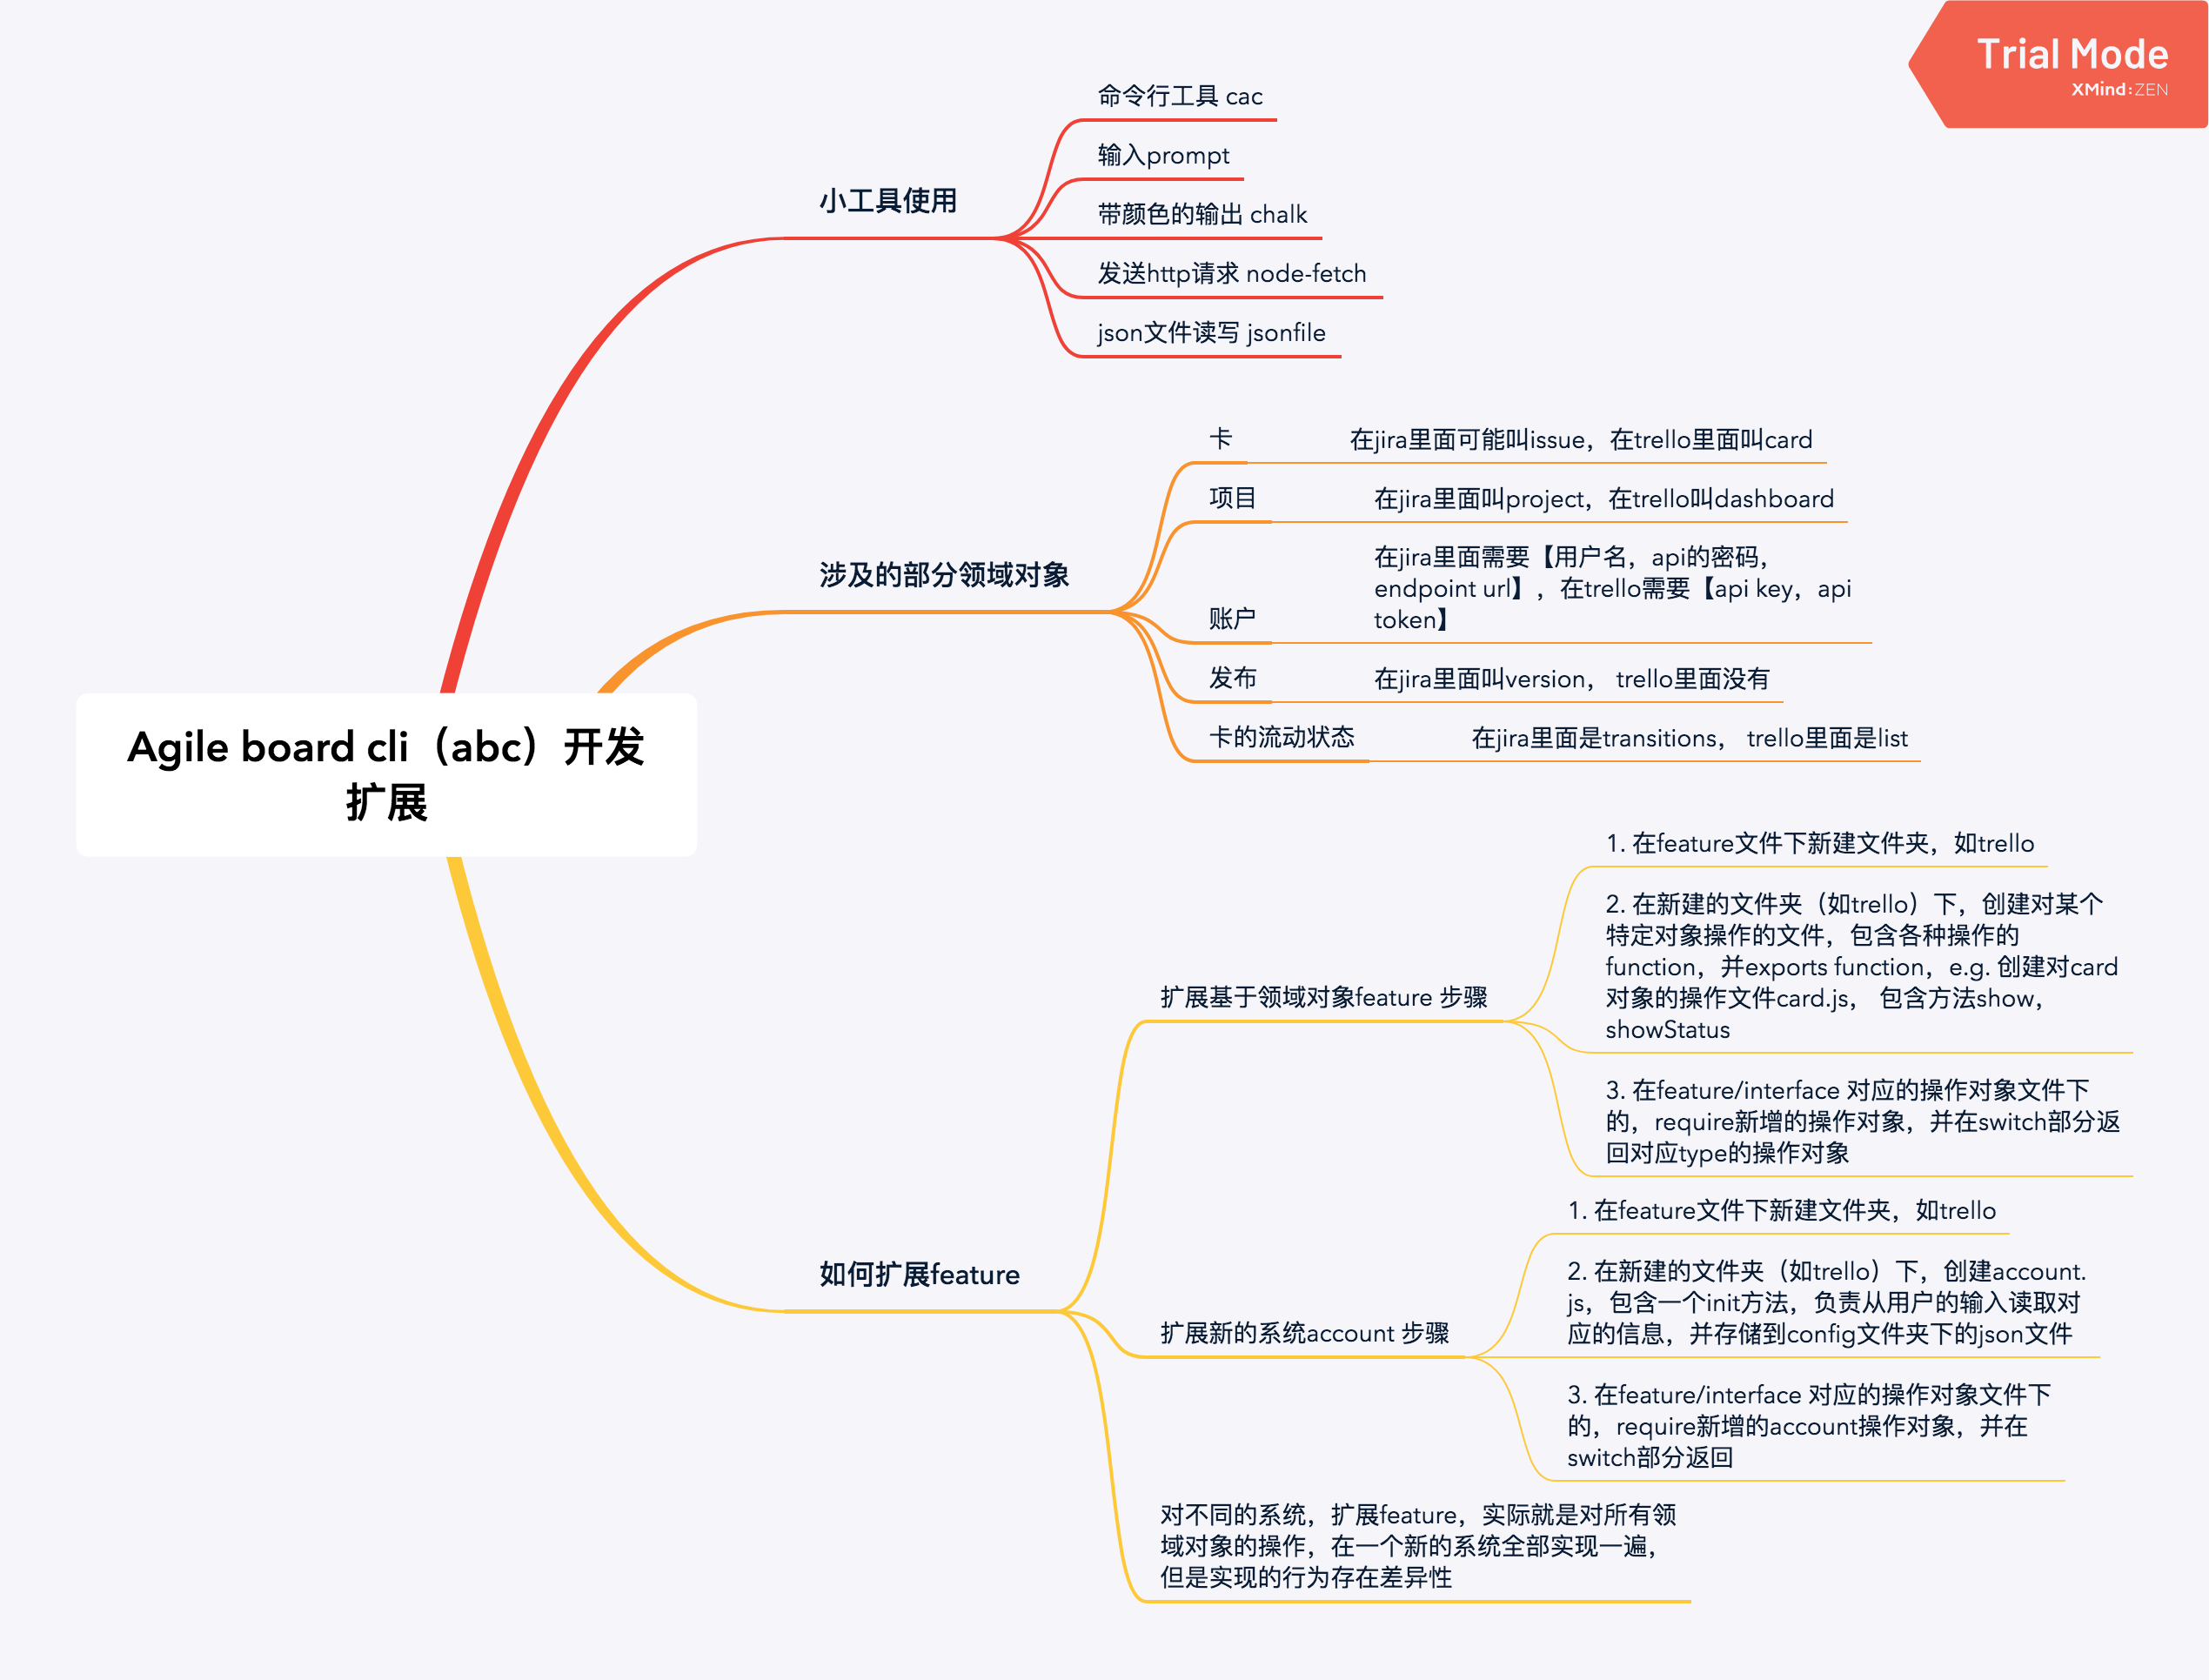 Trial Mode
XMind:ZEN
命令行工具 cac
输入prompt
小工具使用
带颜色的输出 chalk
发送http请求 node-fetch
json文件读写 jsonfile
卡
在jira里面可能叫issue，在trello里面叫card
项目
在jira里面叫project，在trello叫dashboard
涉及的部分领域对象
账户
在jira里面需要【用户名，api的密码，
endpoint url】，在trello需要【api key，api
token】
发布
在jira里面叫version， trello里面没有
卡的流动状态
在jira里面是transitions， trello里面是list
Agile board cli（abc）开发
扩展
如何扩展feature
扩展基于领域对象feature 步骤
1. 在feature文件下新建文件夹，如trello
2. 在新建的文件夹（如trello）下，创建对某个
特定对象操作的文件，包含各种操作的
function，并exports function，e.g. 创建对card
对象的操作文件card.js， 包含方法show，
showStatus
3. 在feature/interface 对应的操作对象文件下
的，require新增的操作对象，并在switch部分返
回对应type的操作对象
扩展新的系统account 步骤
1. 在feature文件下新建文件夹，如trello
2. 在新建的文件夹（如trello）下，创建account.
js，包含一个init方法，负责从用户的输入读取对
应的信息，并存储到config文件夹下的json文件
3. 在feature/interface 对应的操作对象文件下
的，require新增的account操作对象，并在
switch部分返回
对不同的系统，扩展feature，实际就是对所有领
域对象的操作，在一个新的系统全部实现一遍，
但是实现的行为存在差异性